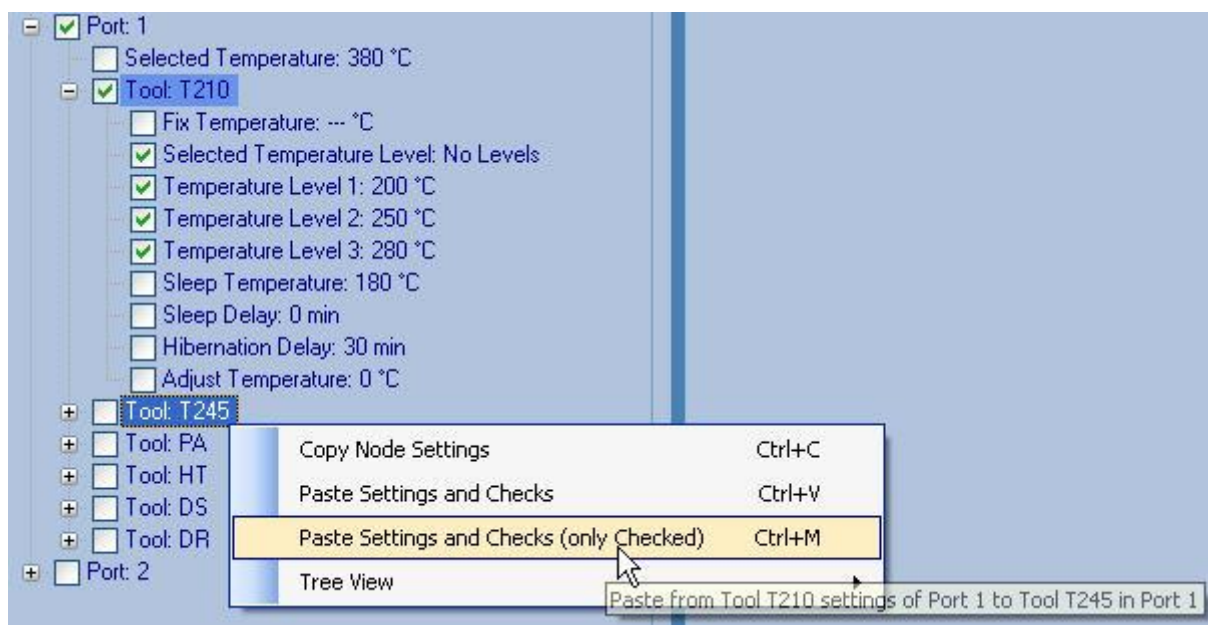 Port: 1
Selected Temperature: 380 °C
Tool: T210
Fix Temperature: --- °C
Selected Temperature Level: No Levels
Temperature Level 1: 200 °C
Temperature Level 2: 250 °C
Temperature Level 3: 280 °C
Sleep Temperature: 180 °C
Sleep Delay: 0 min
Hibernation Delay: 30 min
Adjust Temperature: 0 °C
Tool: T245
Tool: PA
Tool: HT
Tool: DS
Tool: DR
Port: 2
Copy Node Settings Ctrl+C
Paste Settings and Checks Ctrl+V
Paste Settings and Checks (only Checked) Ctrl+M
Tree View
Paste from Tool T210 settings of Port 1 to Tool T245 in Port 1